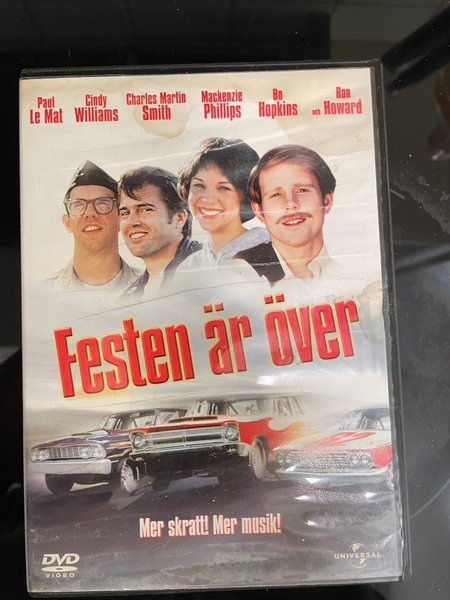 Paul
Le Mat
Cindy
Williams
Charles Martin
Smith
Mackenzie
Phillips
Bo
Hopkins
och
Ron
Howard
Festen är över
Mer skratt! Mer musik!
DVD
VIDEO
UNIVERSAL